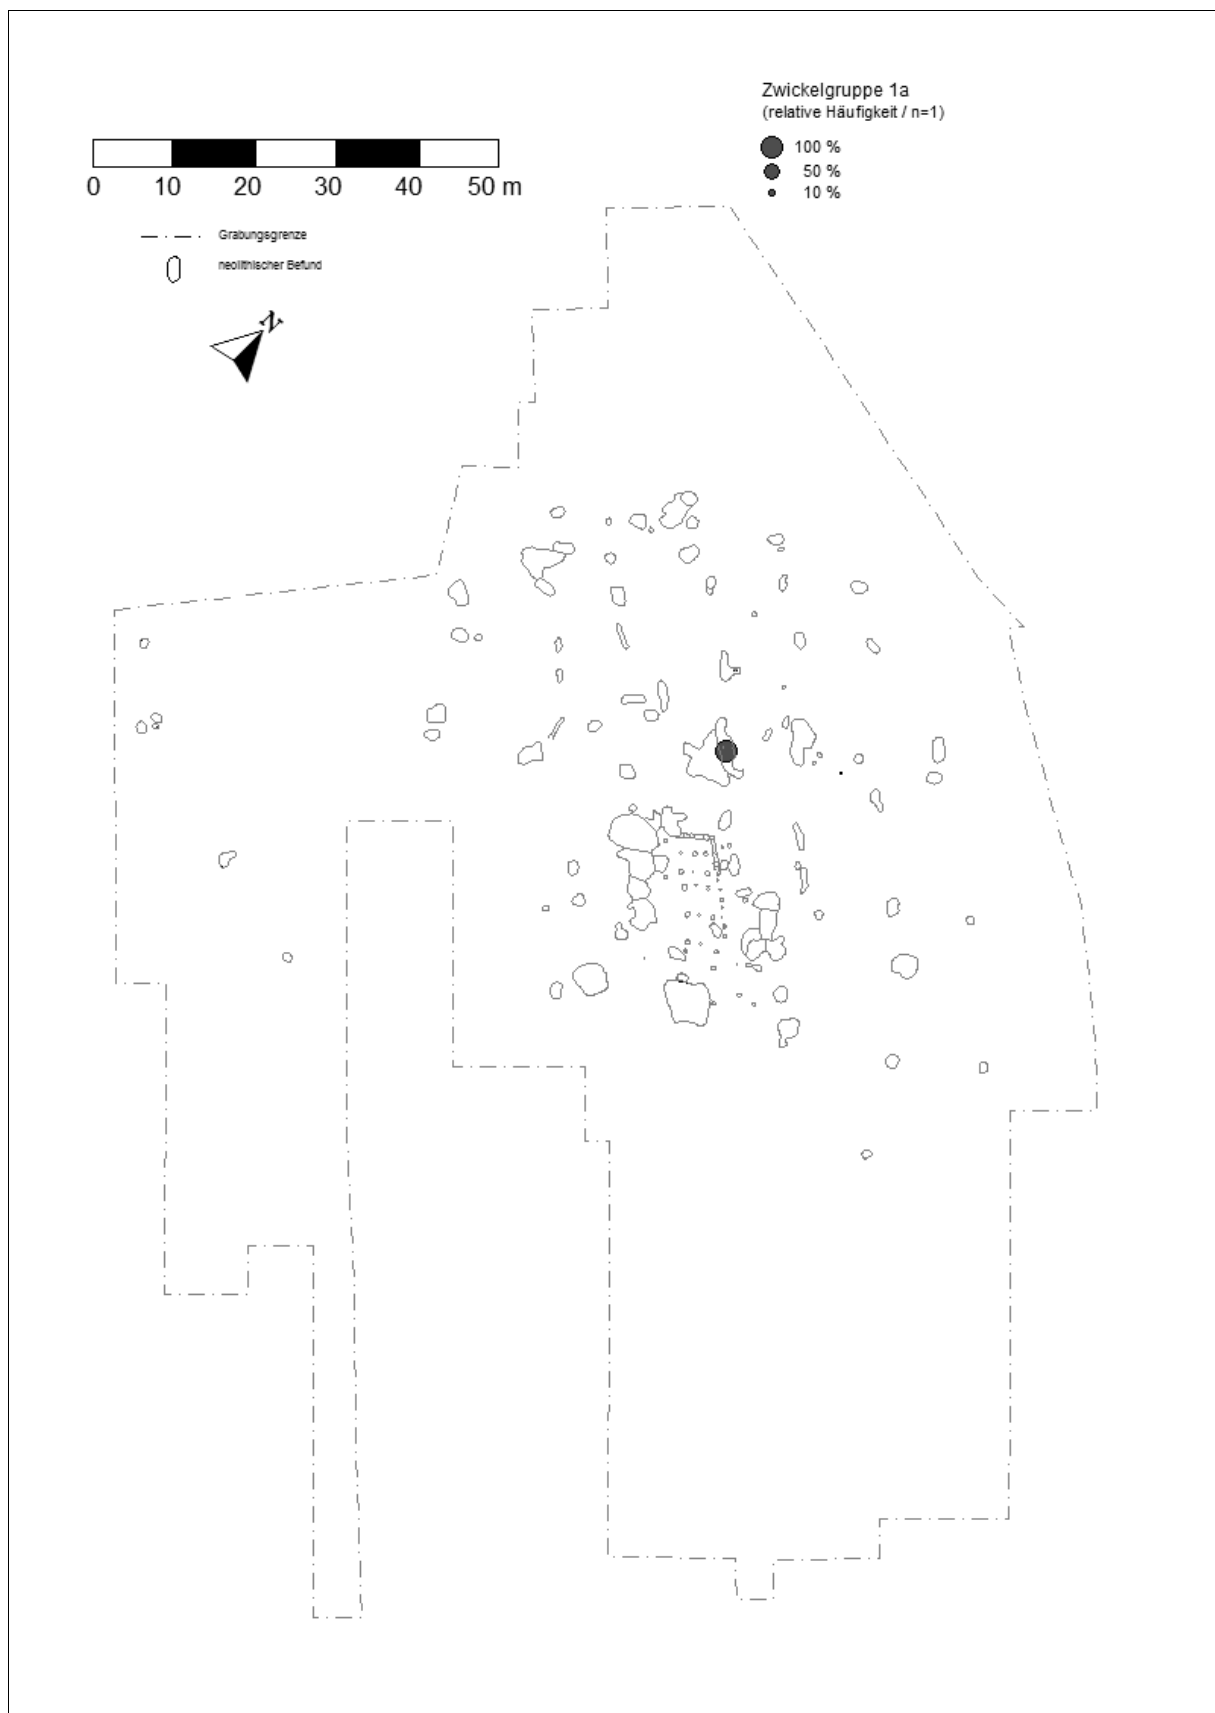 Zwickelgruppe 1a
(relative Häufigkeit / n=1)
100 %
50 %
10 %
0 10 20 30 40 50 m
Grabungsgrenze
neolithischer Befund
N